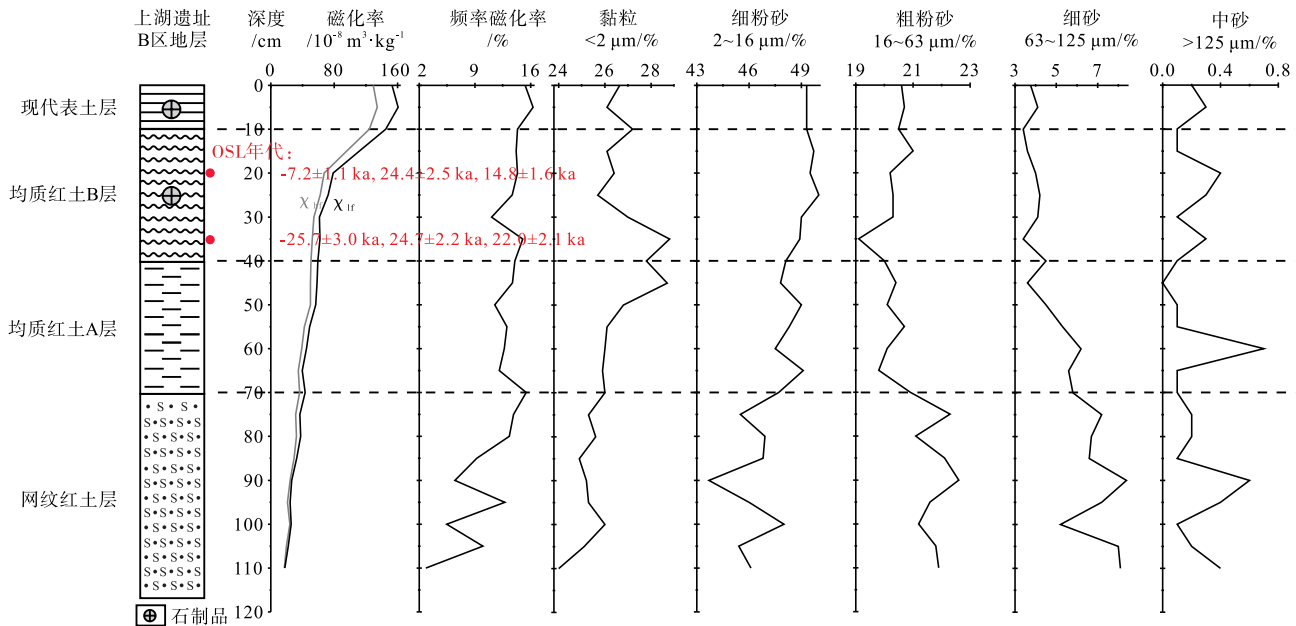 上湖遗址 深度 磁化率 频率磁化率 黏粒 细粉砂 粗粉砂 细砂 中砂
B区地层 /cm /10⁻⁸ m³·kg⁻¹ /% <2 μm/% 2~16 μm/% 16~63 μm/% 63~125 μm/% >125 μm/%
0 80 160 2 9 16 24 26 28 43 46 49 19 21 23 3 5 7 0.0 0.4 0.8
0
现代表土层
10
OSL年代:
20 -7.2±1.1 ka, 24.4±2.5 ka, 14.8±1.6 ka
均质红土B层
χhf χlf
30
-25.7±3.0 ka, 24.7±2.2 ka, 22.0±2.1 ka
40
50
均质红土A层
60
70
• S • S •
S•S•S•S
• S • S •
S•S•S•S
80
• S • S •
S•S•S•S
90
网纹红土层
• S • S •
S•S•S•S
100
• S • S •
S•S•S•S
110
• S • S •
S•S•S•S
• S • S •
120
石制品